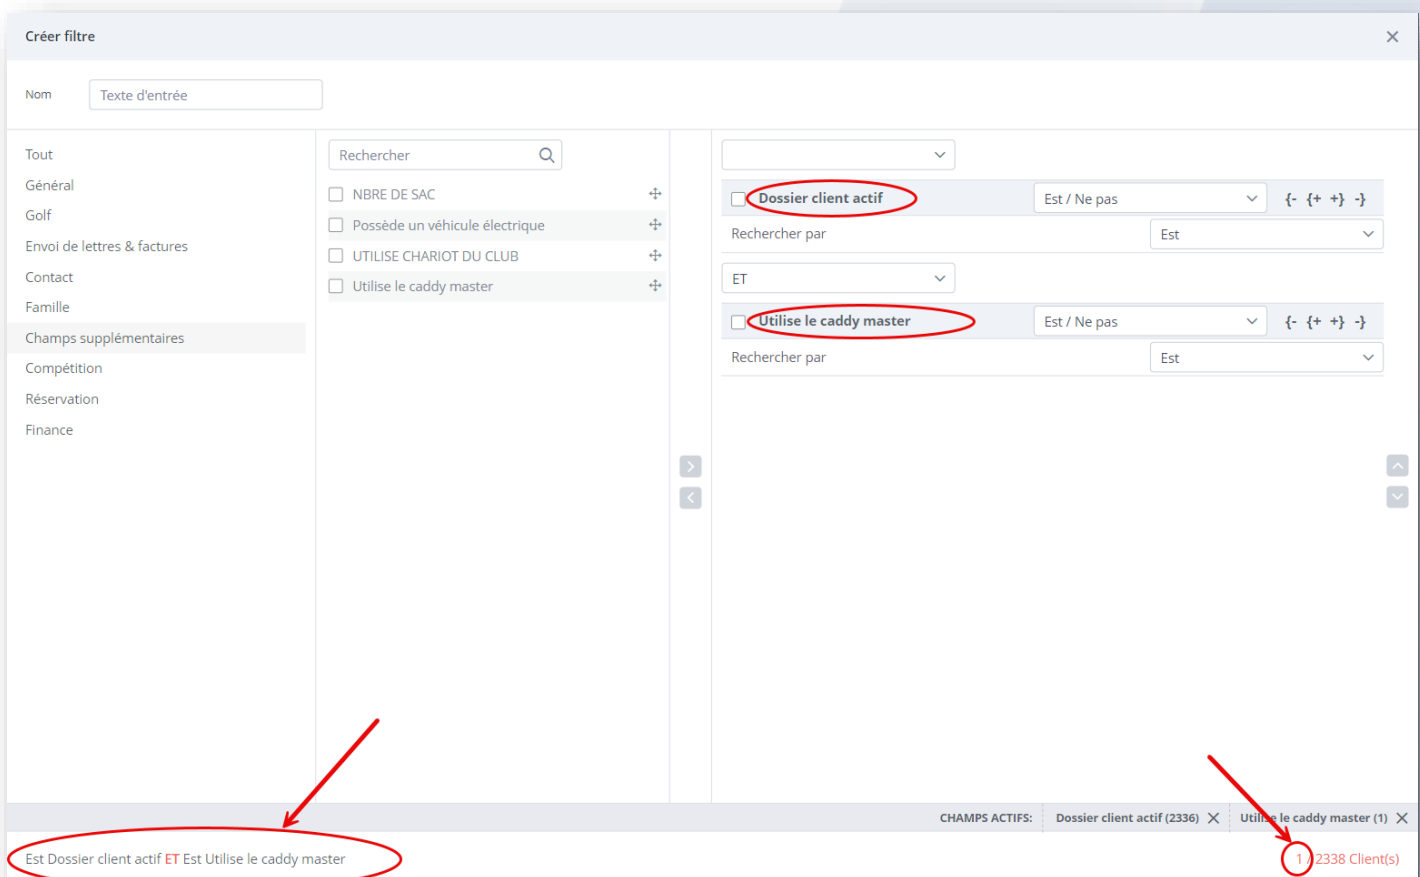 Créer filtre
Nom
Texte d'entrée
Tout
Général
Golf
Envoi de lettres & factures
Contact
Famille
Champs supplémentaires
Compétition
Réservation
Finance
Rechercher
NBRE DE SAC
Possède un véhicule électrique
UTILISE CHARIOT DU CLUB
Utilise le caddy master
Dossier client actif Est / Ne pas {- {+ +} -}
Rechercher par Est
ET
Utilise le caddy master Est / Ne pas {- {+ +} -}
Rechercher par Est
CHAMPS ACTIFS: Dossier client actif (2336) Utilise le caddy master (1)
Est Dossier client actif ET Est Utilise le caddy master
1 / 2338 Client(s)